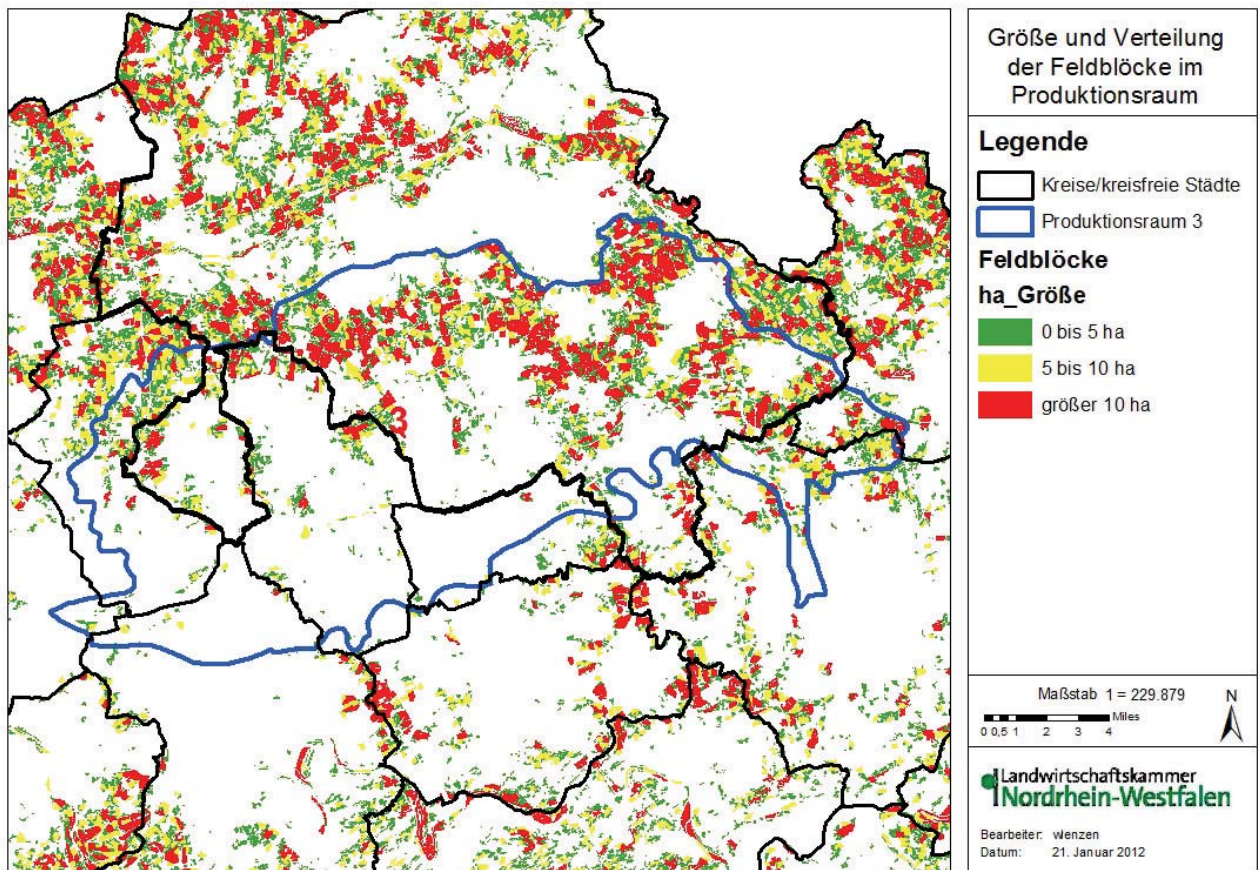 3
Größe und Verteilung
der Feldblöcke im
Produktionsraum
Legende
Kreise/kreisfreie Städte
Produktionsraum 3
Feldblöcke
ha_Größe
0 bis 5 ha
5 bis 10 ha
größer 10 ha
Maßstab 1 = 229.879
N
Miles
0 0,5 1 2 3 4
Landwirtschaftskammer
Nordrhein-Westfalen
Bearbeiter: wienzen
Datum: 21. Januar 2012